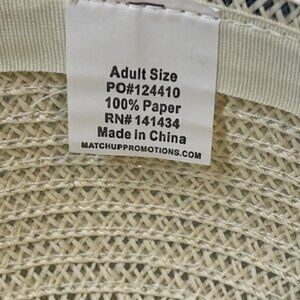 Adult Size
PO#124410
100% Paper
RN# 141434
Made in China
MATCHUPPROMOTIONS.COM